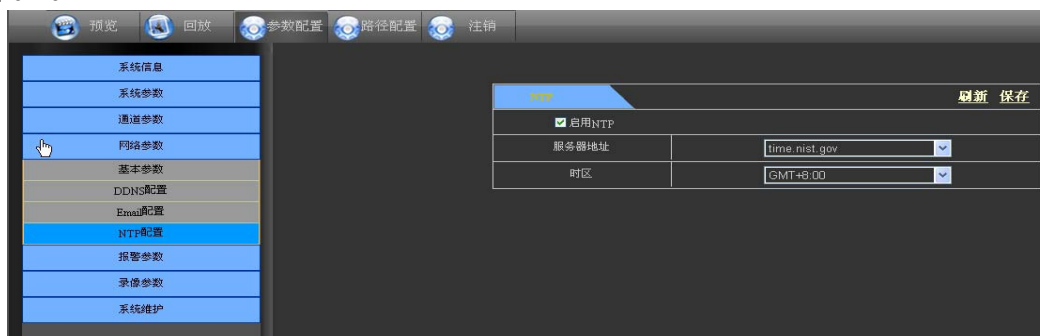 预览 回放 参数配置 路径配置 注销
系统信息
系统参数
通道参数
网络参数
基本参数
DDNS配置
Email配置
NTP配置
报警参数
录像参数
系统维护
NTP 刷新 保存
启用NTP
服务器地址 time.nist.gov
时区 GMT+8:00